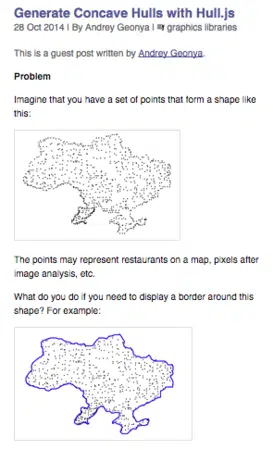 Generate Concave Hulls with Hull.js
28 Oct 2014 | By Andrey Geonya | graphics libraries
This is a guest post written by Andrey Geonya.
Problem
Imagine that you have a set of points that form a shape like
this:
The points may represent restaurants on a map, pixels after
image analysis, etc.
What do you do if you need to display a border around this
shape? For example: